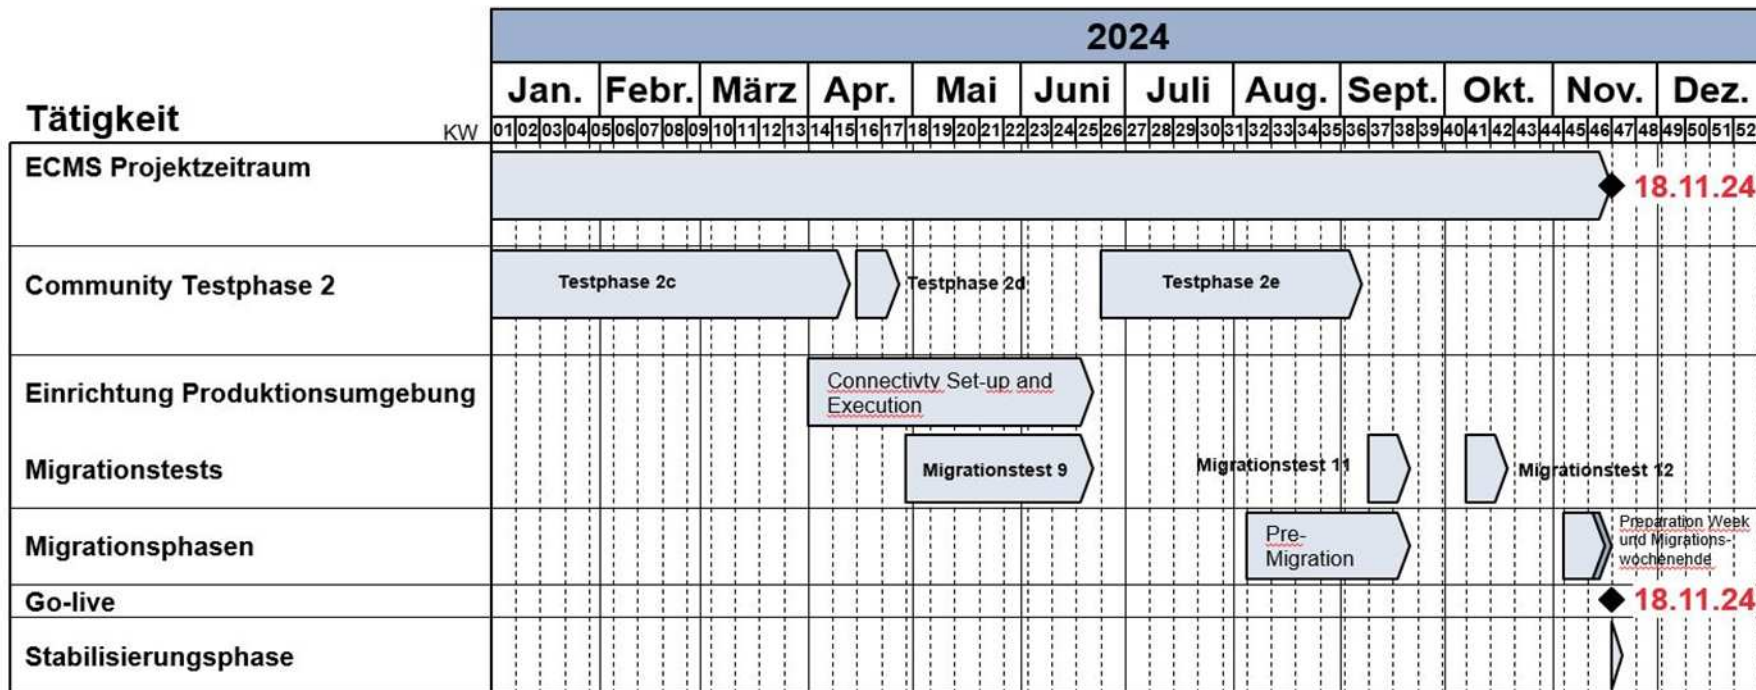 2024
Jan. Febr. März Apr. Mai Juni Juli Aug. Sept. Okt. Nov. Dez.
Tätigkeit
KW 01 02 03 04 05 06 07 08 09 10 11 12 13 14 15 16 17 18 19 20 21 22 23 24 25 26 27 28 29 30 31 32 33 34 35 36 37 38 39 40 41 42 43 44 45 46 47 48 49 50 51 52
ECMS Projektzeitraum
18.11.24
Community Testphase 2
Testphase 2c
Testphase 2d
Testphase 2e
Einrichtung Produktionsumgebung
Connectivty Set-up and
Execution
Migrationstests
Migrationstest 9
Migrationstest 11
Migrationstest 12
Migrationsphasen
Pre-
Migration
Preparation Week
und Migrations-
wochenende
Go-live
18.11.24
Stabilisierungsphase